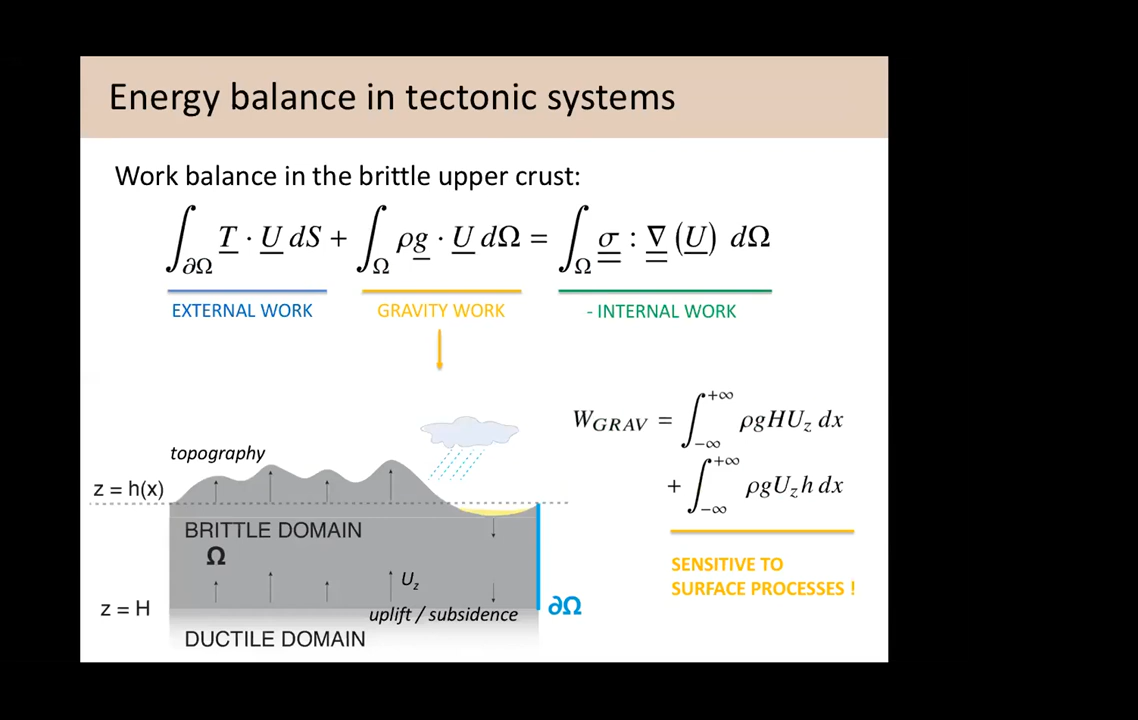 Energy balance in tectonic systems
Work balance in the brittle upper crust:
∫_∂Ω T · U dS + ∫_Ω ρg · U dΩ = ∫_Ω σ : ∇ (U) dΩ
EXTERNAL WORK
GRAVITY WORK
- INTERNAL WORK
W_GRAV = ∫_-∞^+∞ ρgHU_z dx
+ ∫_-∞^+∞ ρgU_z h dx
SENSITIVE TO
SURFACE PROCESSES !
topography
z = h(x)
BRITTLE DOMAIN
Ω
U_z
z = H
uplift / subsidence
∂Ω
DUCTILE DOMAIN